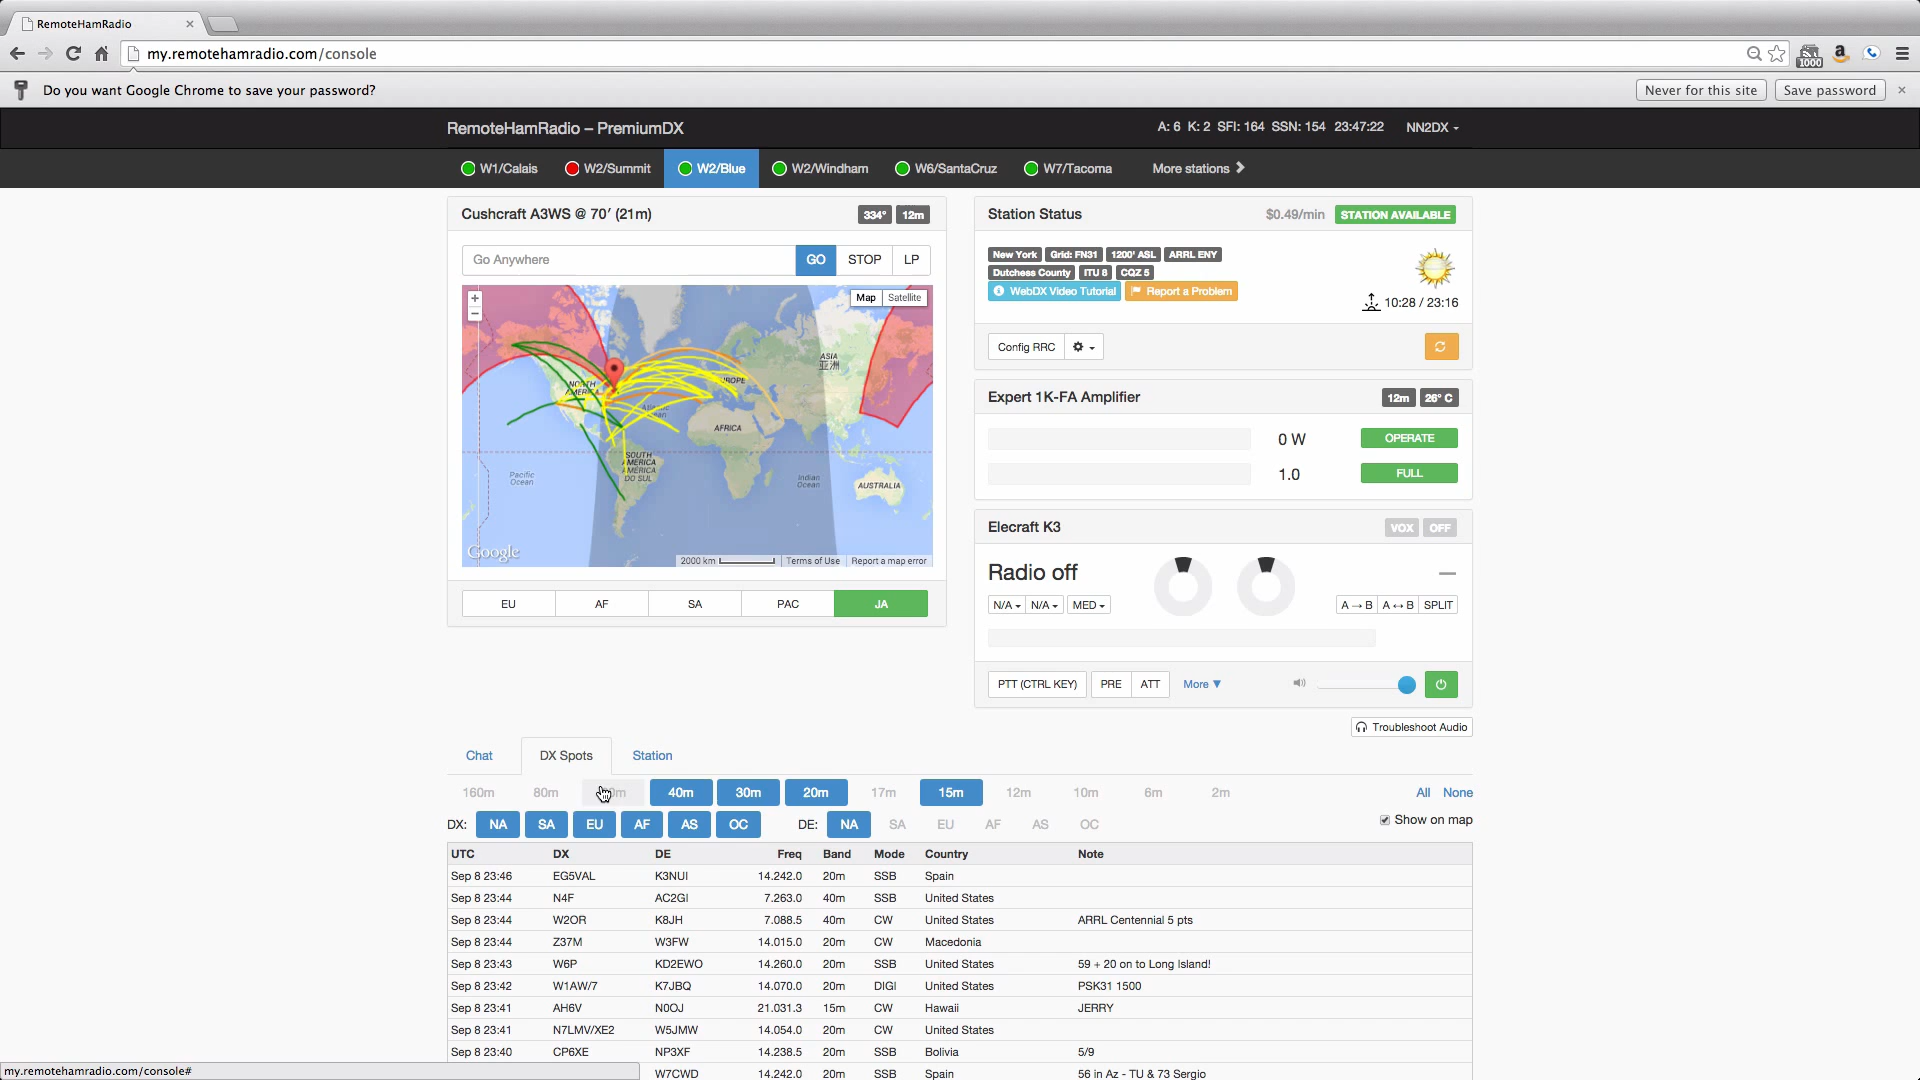 RemoteHamRadio
my.remotehamradio.com/console
1000
Do you want Google Chrome to save your password?
Never for this site
Save password
RemoteHamRadio – PremiumDX
A: 6 K: 2 SFI: 164 SSN: 154 23:47:22 NN2DX
W1/Calais W2/Summit W2/Blue W2/Windham W6/SantaCruz W7/Tacoma More stations
Cushcraft A3WS @ 70′ (21m) 334° 12m
Go Anywhere GO STOP LP
+
−
Map Satellite
ASIA
亚洲
NORTH
AMERICA
EUROPE
AFRICA
SOUTH
AMERICA
AMÉRICA
DO SUL
Pacific
Ocean
Indian
Ocean
AUSTRALIA
Google
2000 km Terms of Use Report a map error
EU AF SA PAC JA
Station Status $0.49/min STATION AVAILABLE
New York Grid: FN31 1200' ASL ARRL ENY
Dutchess County ITU 8 CQZ 5
WebDX Video Tutorial Report a Problem
10:28 / 23:16
Config RRC
Expert 1K-FA Amplifier 12m 26° C
0 W OPERATE
1.0 FULL
Elecraft K3 VOX OFF
Radio off
N/A N/A MED A→B A↔B SPLIT
PTT (CTRL KEY) PRE ATT More ▼
Troubleshoot Audio
Chat DX Spots Station
160m 80m 40m 30m 20m 17m 15m 12m 10m 6m 2m All None
DX: NA SA EU AF AS OC DE: NA SA EU AF AS OC Show on map
UTC DX DE Freq Band Mode Country Note
Sep 8 23:46 EG5VAL K3NUI 14.242.0 20m SSB Spain
Sep 8 23:44 N4F AC2GI 7.263.0 40m SSB United States
Sep 8 23:44 W2OR K8JH 7.088.5 40m CW United States ARRL Centennial 5 pts
Sep 8 23:44 Z37M W3FW 14.015.0 20m CW Macedonia
Sep 8 23:43 W6P KD2EWO 14.260.0 20m SSB United States 59 + 20 on to Long Island!
Sep 8 23:42 W1AW/7 K7JBQ 14.070.0 20m DIGI United States PSK31 1500
Sep 8 23:41 AH6V N0OJ 21.031.3 15m CW Hawaii JERRY
Sep 8 23:41 N7LMV/XE2 W5JMW 14.054.0 20m CW United States
Sep 8 23:40 CP6XE NP3XF 14.238.5 20m SSB Bolivia 5/9
W7CWD 14.242.0 20m SSB Spain 56 in Az - TU & 73 Sergio
my.remotehamradio.com/console#